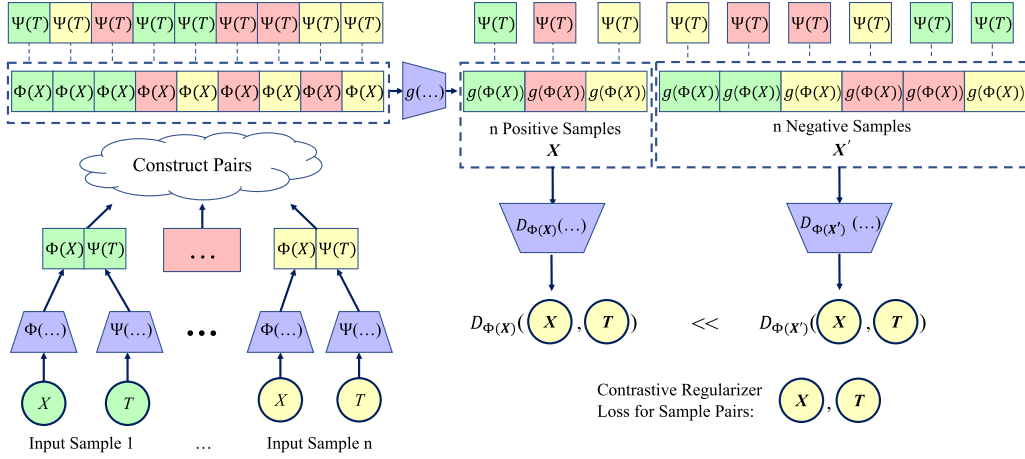 Ψ(T) Ψ(T) Ψ(T) Ψ(T) Ψ(T) Ψ(T) Ψ(T) Ψ(T) Ψ(T)
Φ(X) Φ(X) Φ(X) Φ(X) Φ(X) Φ(X) Φ(X) Φ(X) Φ(X)
g(…)
Ψ(T) Ψ(T) Ψ(T)
g(Φ(X)) g(Φ(X)) g(Φ(X))
n Positive Samples
X
Ψ(T) Ψ(T) Ψ(T) Ψ(T) Ψ(T) Ψ(T)
g(Φ(X)) g(Φ(X)) g(Φ(X)) g(Φ(X)) g(Φ(X)) g(Φ(X))
n Negative Samples
X′
Construct Pairs
Φ(X) Ψ(T) … Φ(X) Ψ(T)
Φ(…) Ψ(…) … Φ(…) Ψ(…)
X T X T
Input Sample 1 … Input Sample n
D_Φ(X)(…) D_Φ(X′) (…)
D_Φ(X)( X , T ) << D_Φ(X′)( X , T )
Contrastive Regularizer
Loss for Sample Pairs: X , T